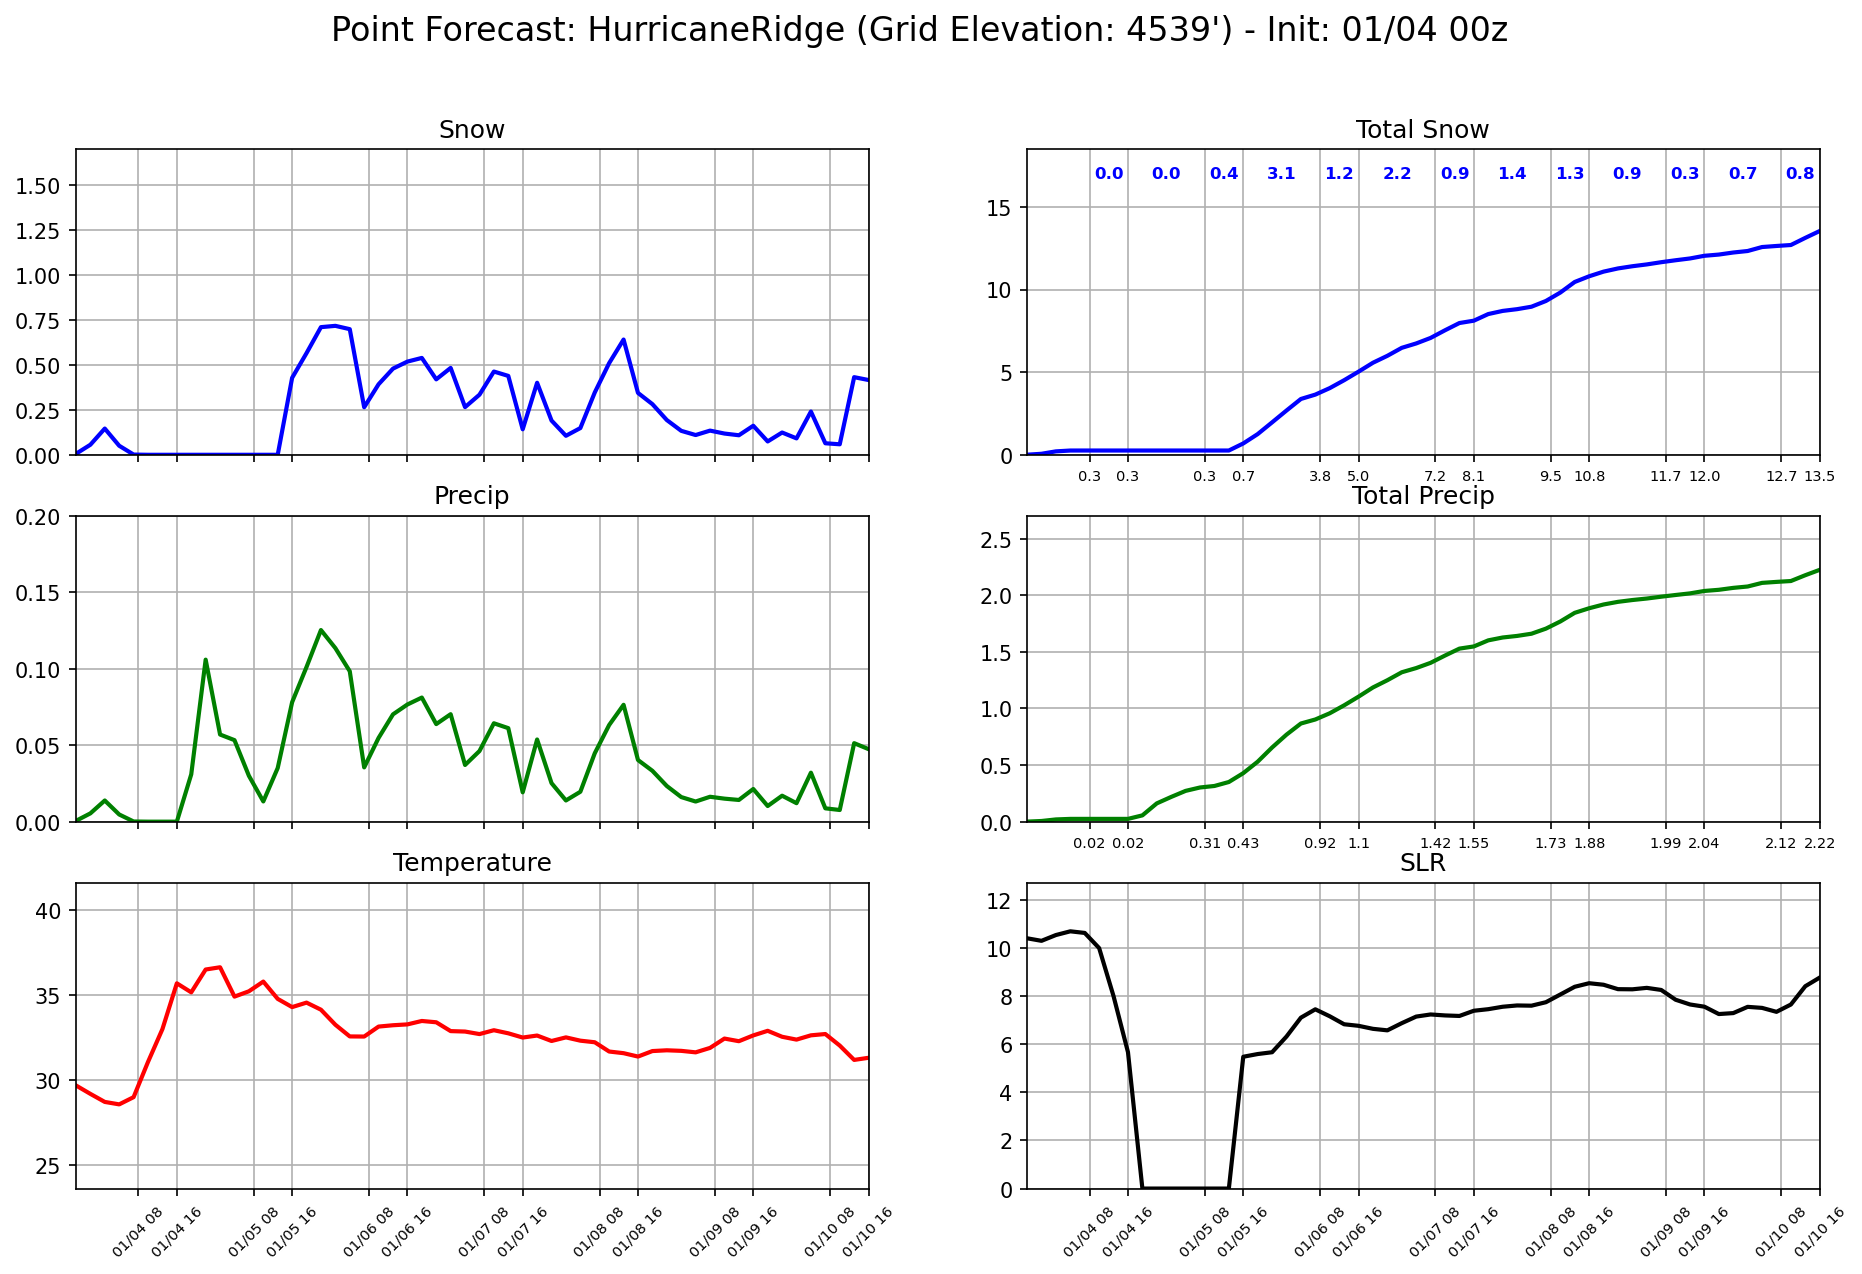 Point Forecast: HurricaneRidge (Grid Elevation: 4539') - Init: 01/04 00z
Snow
1.50
1.25
1.00
0.75
0.50
0.25
0.00
Total Snow
0.0 0.0 0.4 3.1 1.2 2.2 0.9 1.4 1.3 0.9 0.3 0.7 0.8
15
10
5
0
0.3 0.3 0.3 0.7 3.8 5.0 7.2 8.1 9.5 10.8 11.7 12.0 12.7 13.5
Precip
0.20
0.15
0.10
0.05
0.00
Total Precip
2.5
2.0
1.5
1.0
0.5
0.0
0.02 0.02 0.31 0.43 0.92 1.1 1.42 1.55 1.73 1.88 1.99 2.04 2.12 2.22
Temperature
40
35
30
25
01/04 08 01/04 16 01/05 08 01/05 16 01/06 08 01/06 16 01/07 08 01/07 16 01/08 08 01/08 16 01/09 08 01/09 16 01/10 08 01/10 16
SLR
12
10
8
6
4
2
0
01/04 08 01/04 16 01/05 08 01/05 16 01/06 08 01/06 16 01/07 08 01/07 16 01/08 08 01/08 16 01/09 08 01/09 16 01/10 08 01/10 16